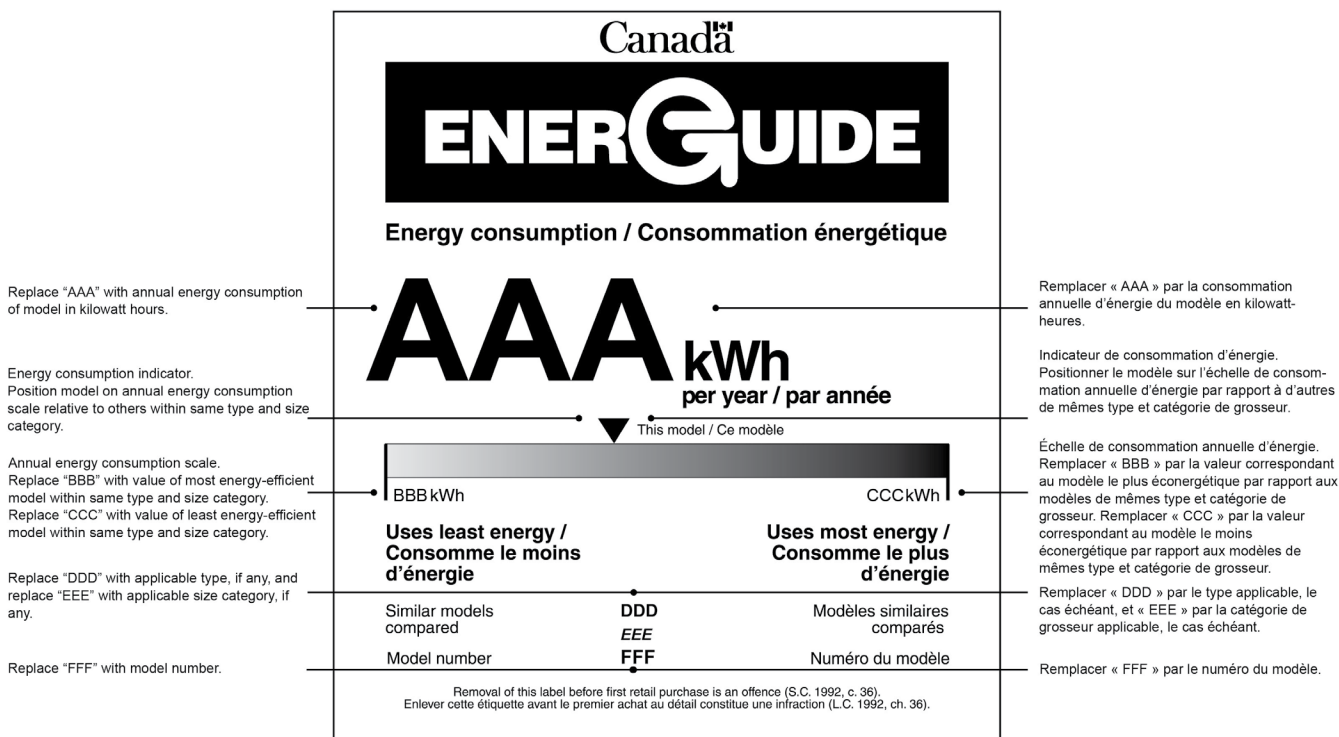 Canada
ENERGUIDE
Energy consumption / Consommation énergétique
Replace “AAA” with annual energy consumption
of model in kilowatt hours.
AAA kWh
per year / par année
Remplacer « AAA » par la consommation
annuelle d’énergie du modèle en kilowatt-
heures.
Energy consumption indicator.
Position model on annual energy consumption
scale relative to others within same type and size
category.
This model / Ce modèle
Indicateur de consommation d’énergie.
Positionner le modèle sur l’échelle de consom-
mation annuelle d’énergie par rapport à d’autres
de mêmes type et catégorie de grosseur.
Annual energy consumption scale.
Replace “BBB” with value of most energy-efficient
model within same type and size category.
Replace “CCC” with value of least energy-efficient
model within same type and size category.
BBB kWh
CCC kWh
Échelle de consommation annuelle d’énergie.
Remplacer « BBB » par la valeur correspondant
au modèle le plus éconergétique par rapport aux
modèles de mêmes type et catégorie de
grosseur. Remplacer « CCC » par la valeur
correspondant au modèle le moins
éconergétique par rapport aux modèles de
mêmes type et catégorie de grosseur.
Uses least energy /
Consomme le moins
d’énergie
Uses most energy /
Consomme le plus
d’énergie
Replace “DDD” with applicable type, if any, and
replace “EEE” with applicable size category, if
any.
Similar models
compared
DDD
EEE
Modèles similaires
comparés
Remplacer « DDD » par le type applicable, le
cas échéant, et « EEE » par la catégorie de
grosseur applicable, le cas échéant.
Replace “FFF” with model number.
Model number
FFF
Numéro du modèle
Remplacer « FFF » par le numéro du modèle.
Removal of this label before first retail purchase is an offence (S.C. 1992, c. 36).
Enlever cette étiquette avant le premier achat au détail constitue une infraction (L.C. 1992, ch. 36).